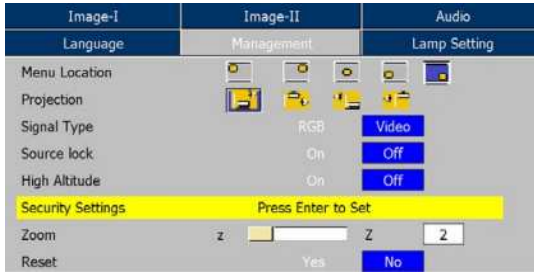 Image-I Image-II Audio
Language Management Lamp Setting
Menu Location
Projection
Signal Type RGB Video
Source lock On Off
High Altitude On Off
Security Settings Press Enter to Set
Zoom z Z 2
Reset Yes No